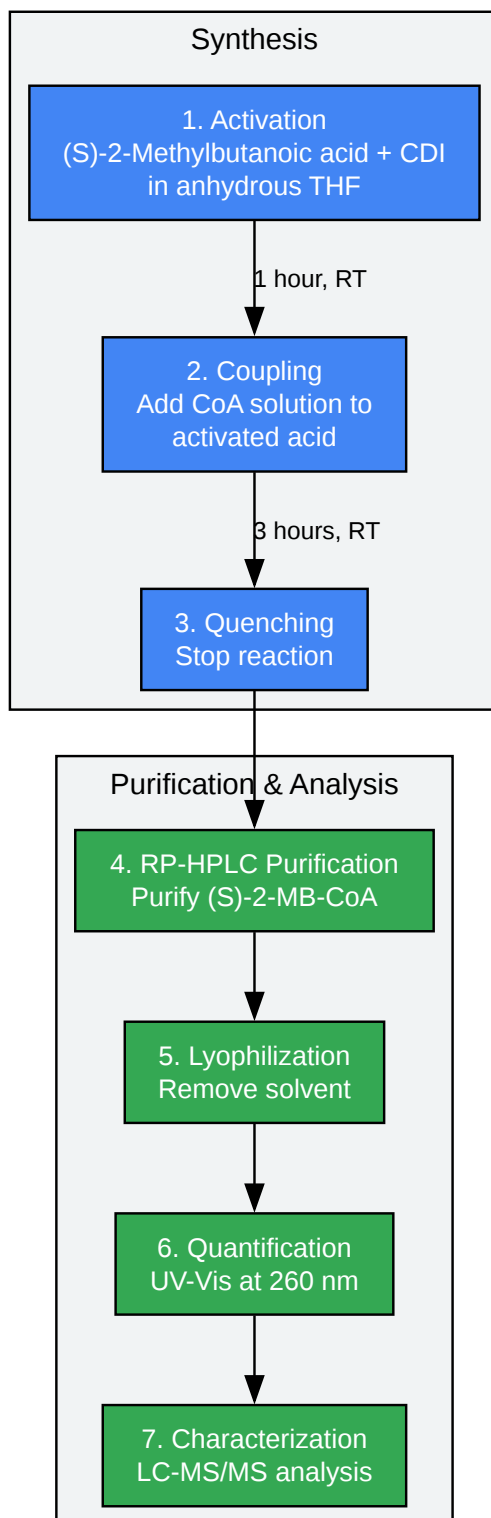 Synthesis
1. Activation
(S)-2-Methylbutanoic acid + CDI
in anhydrous THF
1 hour, RT
2. Coupling
Add CoA solution to
activated acid
3 hours, RT
3. Quenching
Stop reaction
Purification & Analysis
4. RP-HPLC Purification
Purify (S)-2-MB-CoA
5. Lyophilization
Remove solvent
6. Quantification
UV-Vis at 260 nm
7. Characterization
LC-MS/MS analysis